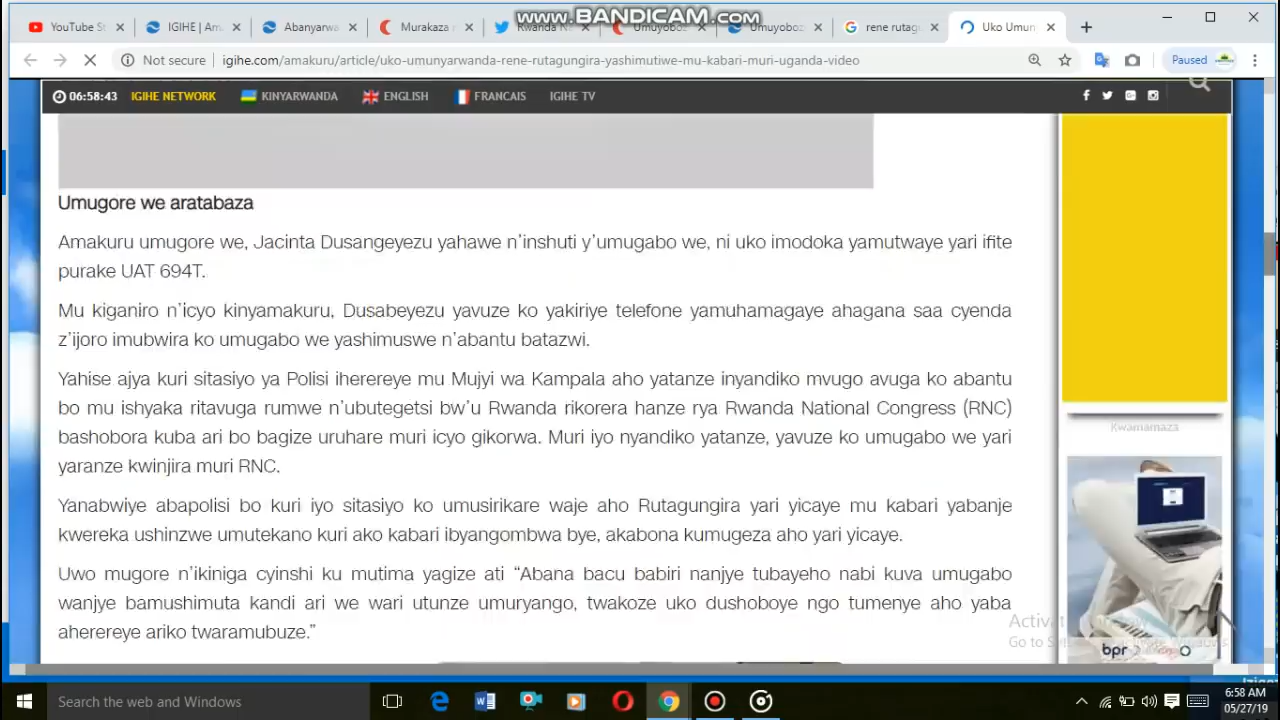 www.BANDICAM.com
YouTube St
IGIHE | Am
Abanyarwa
Murakaza
Rwanda
Umuyoboz
Umuyoboz
rene rutag
Uko Umun
Not secure
igihe.com/amakuru/article/uko-umunyarwanda-rene-rutagungira-yashimutiwe-mu-kabari-muri-uganda-video
Paused
06:58:43
IGIHE NETWORK
KINYARWANDA
ENGLISH
FRANCAIS
IGIHE TV
Umugore we aratabaza
Amakuru umugore we, Jacinta Dusangeyezu yahawe n'inshuti y'umugabo we, ni uko imodoka yamutwaye yari ifite
purake UAT 694T.
Mu kiganiro n'icyo kinyamakuru, Dusabeyezu yavuze ko yakiriye telefone yamuhamagaye ahagana saa cyenda
z'ijoro imubwira ko umugabo we yashimuswe n'abantu batazwi.
Yahise ajya kuri sitasiyo ya Polisi iherereye mu Mujyi wa Kampala aho yatanze inyandiko mvugo avuga ko abantu
bo mu ishyaka ritavuga rumwe n'ubutegetsi bw'u Rwanda rikorera hanze rya Rwanda National Congress (RNC)
bashobora kuba ari bo bagize uruhare muri icyo gikorwa. Muri iyo nyandiko yatanze, yavuze ko umugabo we yari
yaranze kwinjira muri RNC.
Yanabwiye abapolisi bo kuri iyo sitasiyo ko umusirikare waje aho Rutagungira yari yicaye mu kabari yabanje
kwereka ushinzwe umutekano kuri ako kabari ibyangombwa bye, akabona kumugeza aho yari yicaye.
Uwo mugore n'ikiniga cyinshi ku mutima yagize ati “Abana bacu babiri nanjye tubayeho nabi kuva umugabo
wanjye bamushimuta kandi ari we wari utunze umuryango, twakoze uko dushoboye ngo tumenye aho yaba
aherereye ariko twaramubuze.”
Kwamamaza
bpr
Search the web and Windows
6:58 AM
05/27/19